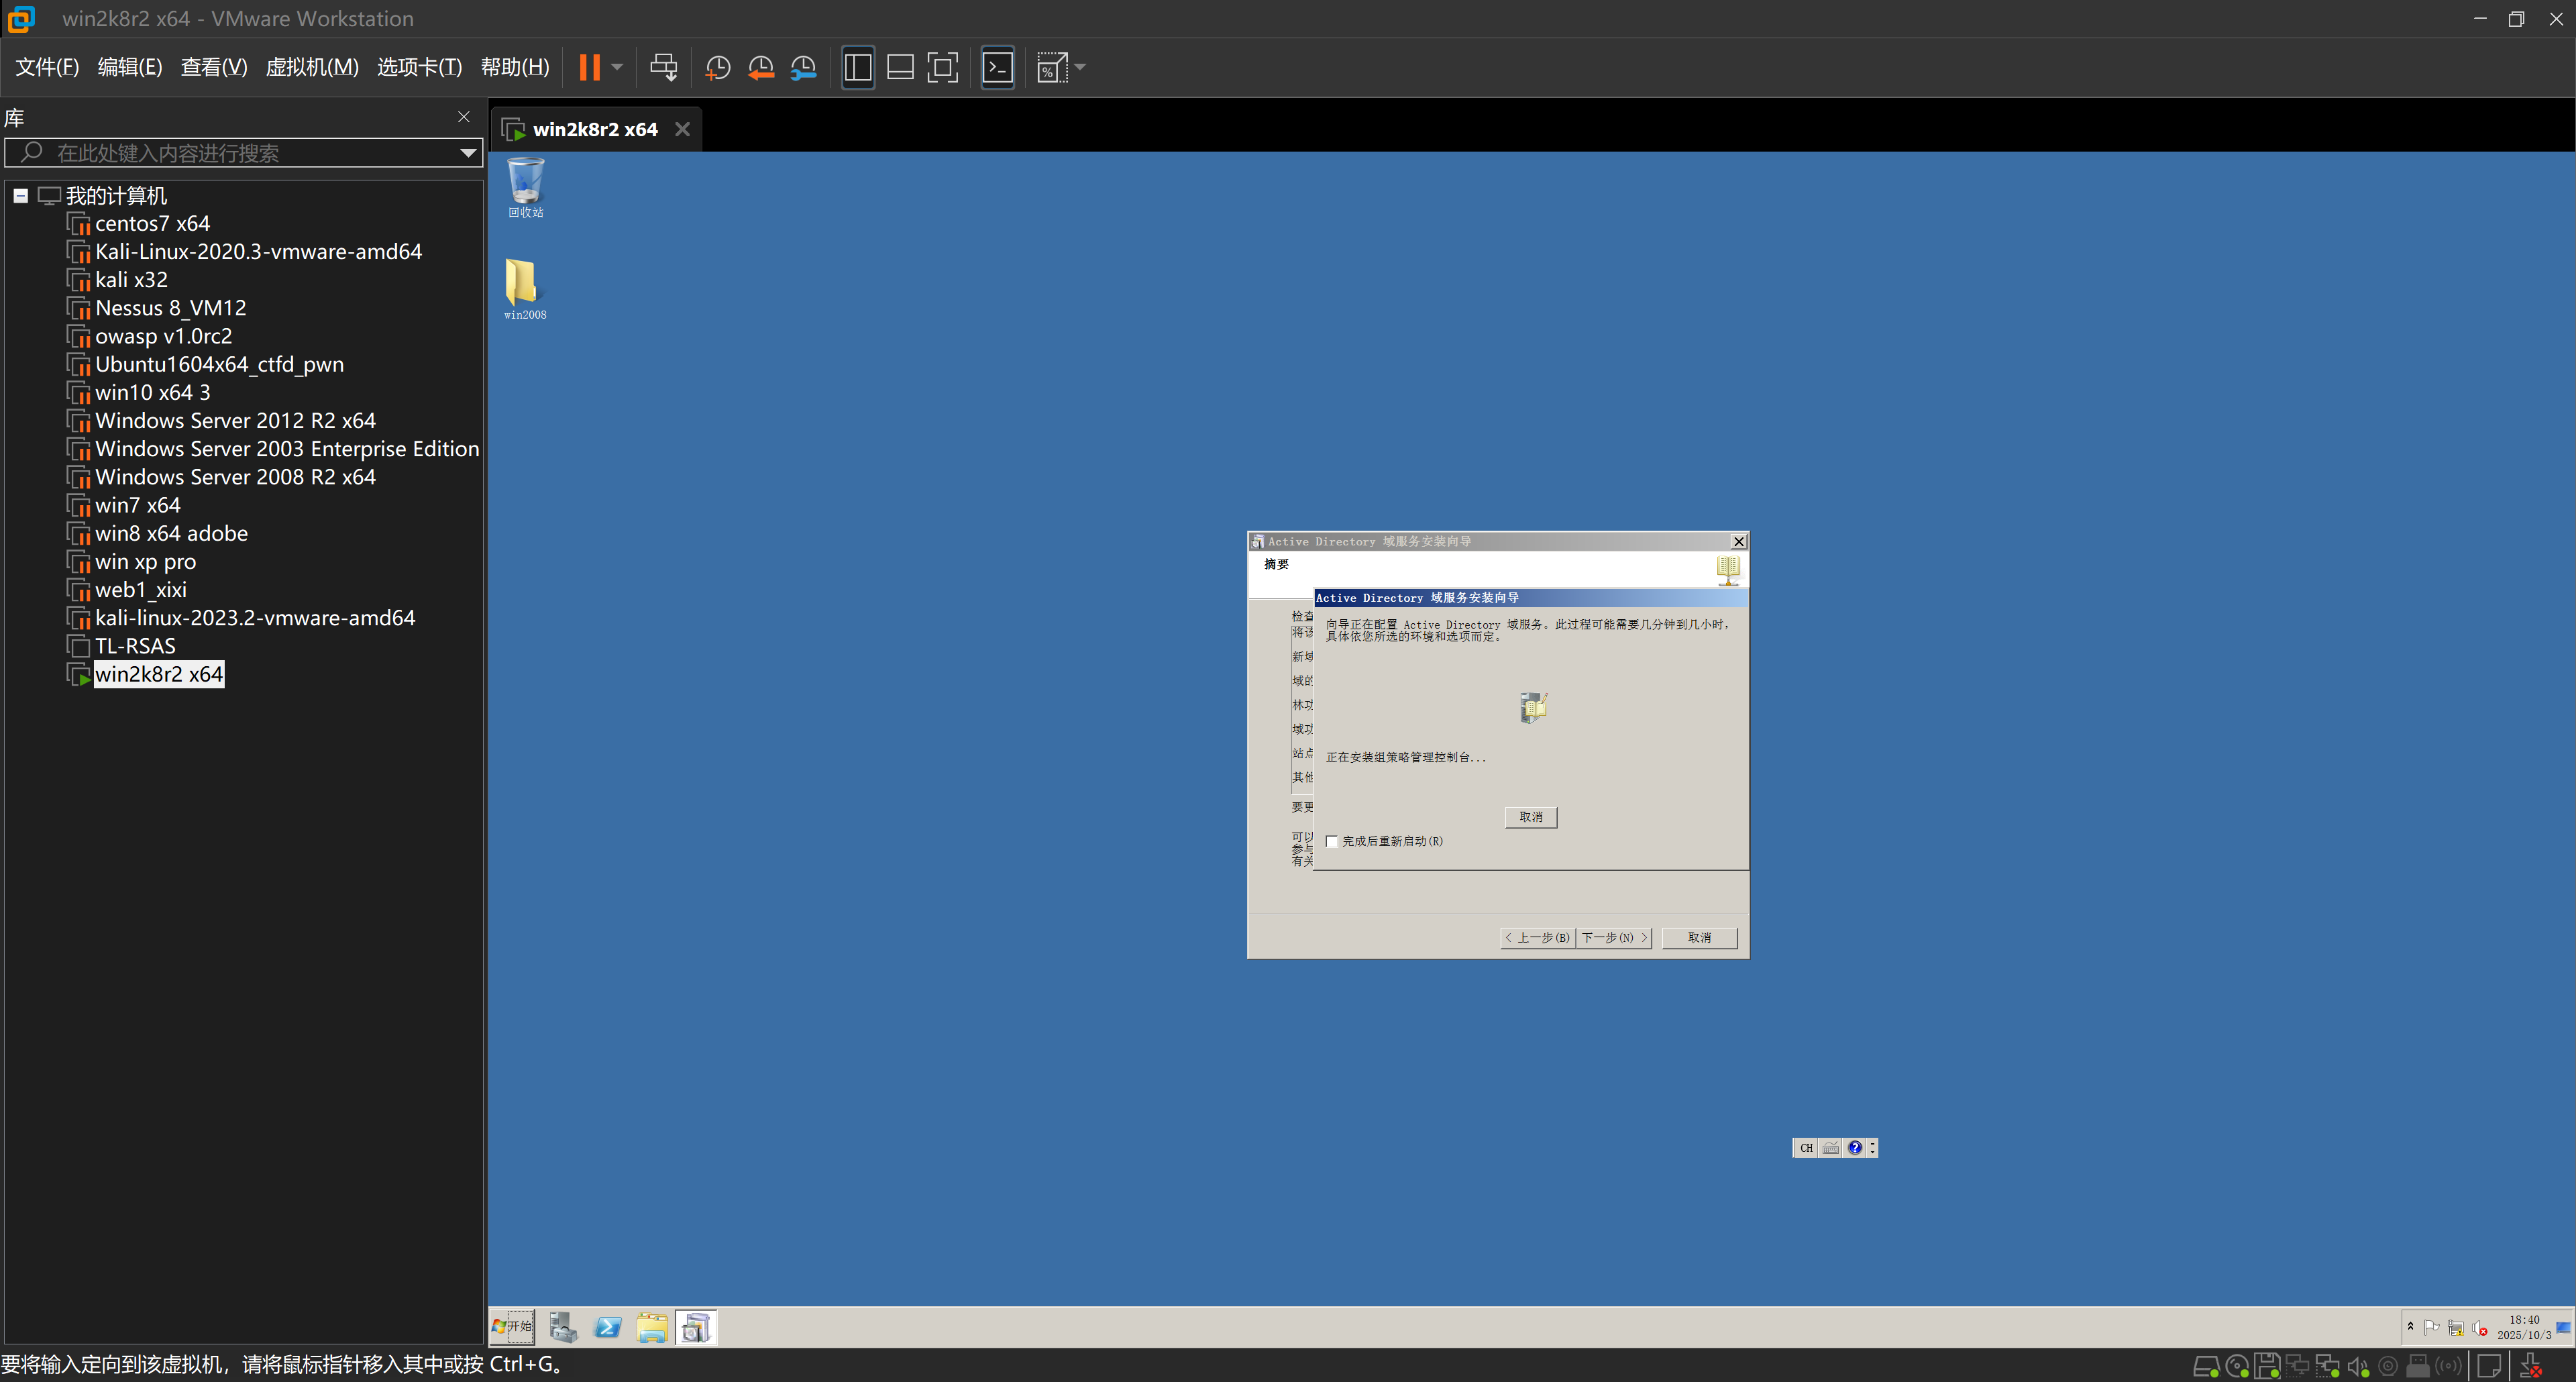 win2k8r2 x64 - VMware Workstation
文件(F) 编辑(E) 查看(V) 虚拟机(M) 选项卡(T) 帮助(H)
库
在此处键入内容进行搜索
我的计算机
centos7 x64
Kali-Linux-2020.3-vmware-amd64
kali x32
Nessus 8_VM12
owasp v1.0rc2
Ubuntu1604x64_ctfd_pwn
win10 x64 3
Windows Server 2012 R2 x64
Windows Server 2003 Enterprise Edition
Windows Server 2008 R2 x64
win7 x64
win8 x64 adobe
win xp pro
web1_xixi
kali-linux-2023.2-vmware-amd64
TL-RSAS
win2k8r2 x64
win2k8r2 x64
回收站
win2008
Active Directory 域服务安装向导
摘要
检查
将该
新域
域的
林功
域功
站点
其他
要更
可以
参与
有关
Active Directory 域服务安装向导
向导正在配置 Active Directory 域服务。此过程可能需要几分钟到几小时，
具体依您所选的环境和选项而定。
正在安装组策略管理控制台...
取消
完成后重新启动(R)
< 上一步(B) 下一步(N) > 取消
CH
开始
18:40
2025/10/3
要将输入定向到该虚拟机，请将鼠标指针移入其中或按 Ctrl+G。